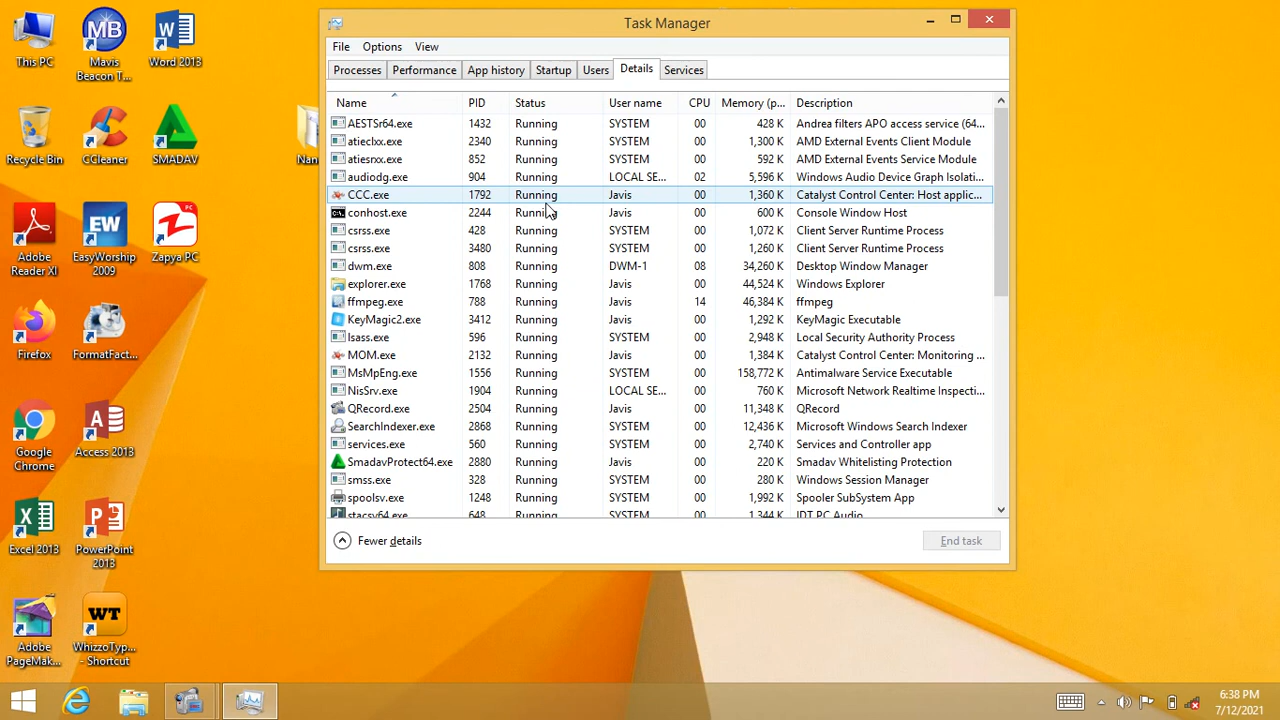 This PC
Mavis
Beacon T...
Word 2013
Recycle Bin
CCleaner
SMADAV
Nan
Adobe
Reader XI
EasyWorship
2009
Zapya PC
Firefox
FormatFact...
Google
Chrome
Access 2013
Excel 2013
PowerPoint
2013
Adobe
PageMak...
WhizzoTyp...
- Shortcut
MB
EW
WT
Task Manager
File Options View
Processes Performance App history Startup Users Details Services
Name PID Status User name CPU Memory (p... Description
AESTSr64.exe 1432 Running SYSTEM 00 428 K Andrea filters APO access service (64...
atieclxx.exe 2340 Running SYSTEM 00 1,300 K AMD External Events Client Module
atiesrxx.exe 852 Running SYSTEM 00 592 K AMD External Events Service Module
audiodg.exe 904 Running LOCAL SE... 02 5,596 K Windows Audio Device Graph Isolati...
CCC.exe 1792 Running Javis 00 1,360 K Catalyst Control Center: Host applic...
conhost.exe 2244 Running Javis 00 600 K Console Window Host
csrss.exe 428 Running SYSTEM 00 1,072 K Client Server Runtime Process
csrss.exe 3480 Running SYSTEM 00 1,260 K Client Server Runtime Process
dwm.exe 808 Running DWM-1 08 34,260 K Desktop Window Manager
explorer.exe 1768 Running Javis 00 44,524 K Windows Explorer
ffmpeg.exe 788 Running Javis 14 46,384 K ffmpeg
KeyMagic2.exe 3412 Running Javis 00 1,292 K KeyMagic Executable
lsass.exe 596 Running SYSTEM 00 2,948 K Local Security Authority Process
MOM.exe 2132 Running Javis 00 1,384 K Catalyst Control Center: Monitoring ...
MsMpEng.exe 1556 Running SYSTEM 00 158,772 K Antimalware Service Executable
NisSrv.exe 1904 Running LOCAL SE... 00 760 K Microsoft Network Realtime Inspecti...
QRecord.exe 2504 Running Javis 00 11,348 K QRecord
SearchIndexer.exe 2868 Running SYSTEM 00 12,436 K Microsoft Windows Search Indexer
services.exe 560 Running SYSTEM 00 2,740 K Services and Controller app
SmadavProtect64.exe 2880 Running Javis 00 220 K Smadav Whitelisting Protection
smss.exe 328 Running SYSTEM 00 280 K Windows Session Manager
spoolsv.exe 1248 Running SYSTEM 00 1,992 K Spooler SubSystem App
stacsv64.exe 648 Running SYSTEM 00 1,344 K IDT PC Audio
Fewer details
End task
6:38 PM
7/12/2021